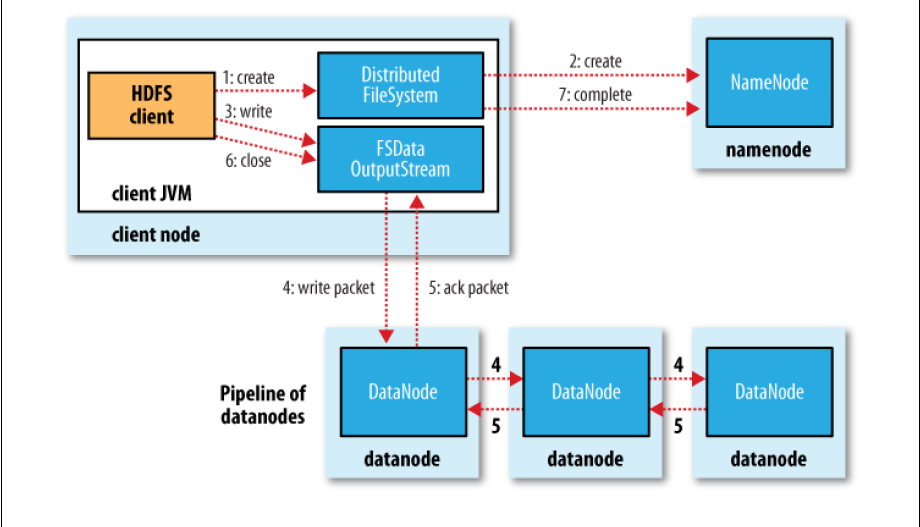 HDFS
client
1: create
3: write
6: close
Distributed
FileSystem
FSData
OutputStream
client JVM
client node
2: create
7: complete
NameNode
namenode
4: write packet
5: ack packet
Pipeline of
datanodes
DataNode
4
5
DataNode
4
5
DataNode
datanode
datanode
datanode